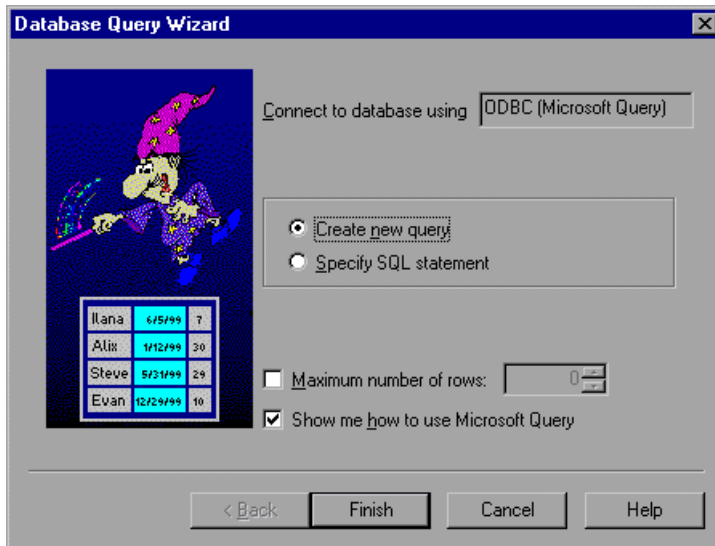 Database Query Wizard
Connect to database using ODBC (Microsoft Query)
Create new query
Specify SQL statement
Ilana 6/5/99 7
Alix 1/12/99 30
Steve 5/31/99 29
Evan 12/29/99 10
Maximum number of rows: 0
Show me how to use Microsoft Query
< Back Finish Cancel Help